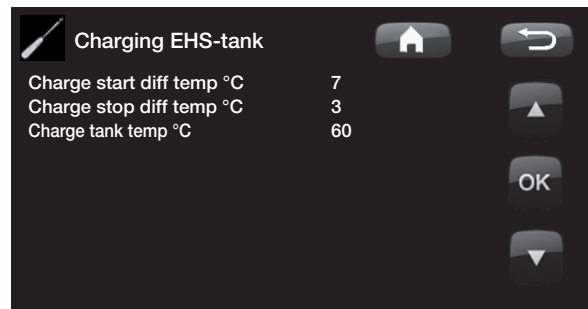 Charging EHS-tank
Charge start diff temp °C 7
Charge stop diff temp °C 3
Charge tank temp °C 60
OK